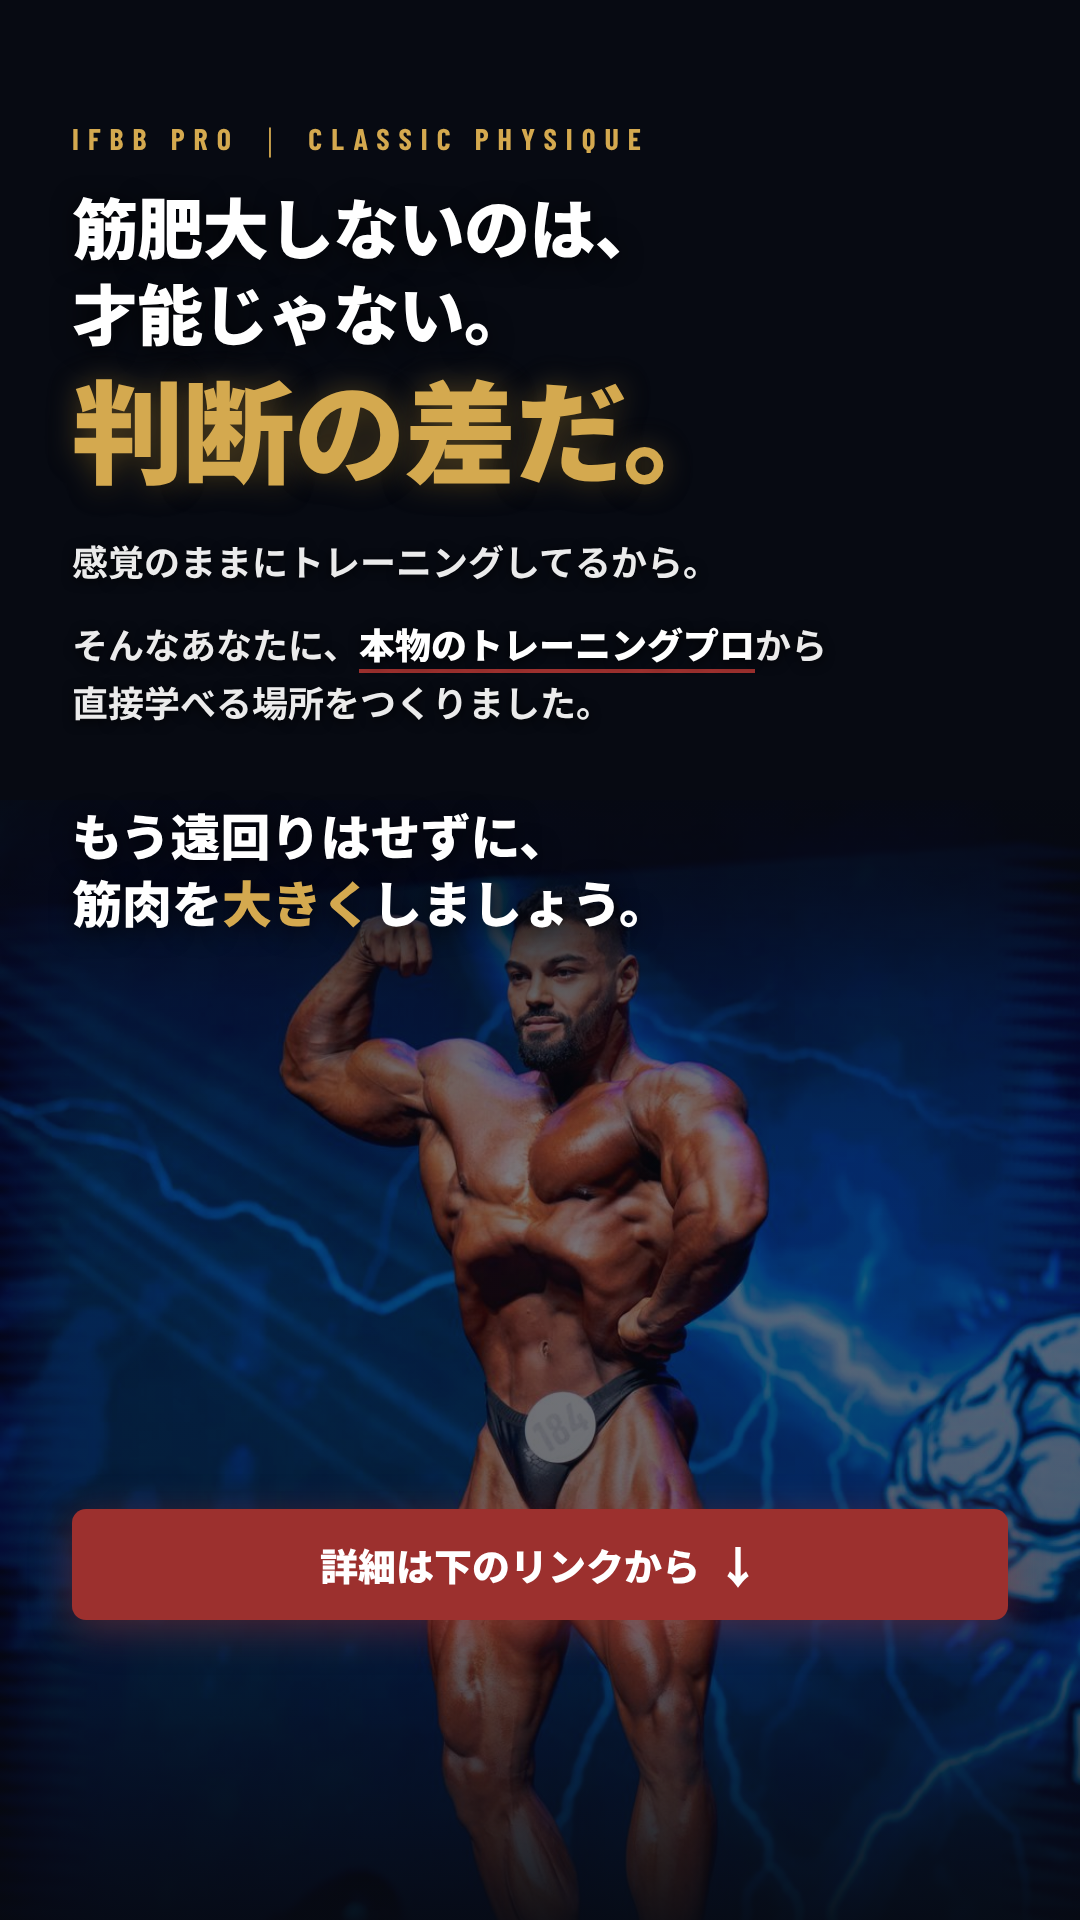 IFBB PRO | CLASSIC PHYSIQUE
筋肥大しないのは、
才能じゃない。
判断の差だ。
感覚のままにトレーニングしてるから。
そんなあなたに、本物のトレーニングプロから
直接学べる場所をつくりました。
もう遠回りはせずに、
筋肉を大きくしましょう。
184
詳細は下のリンクから ↓